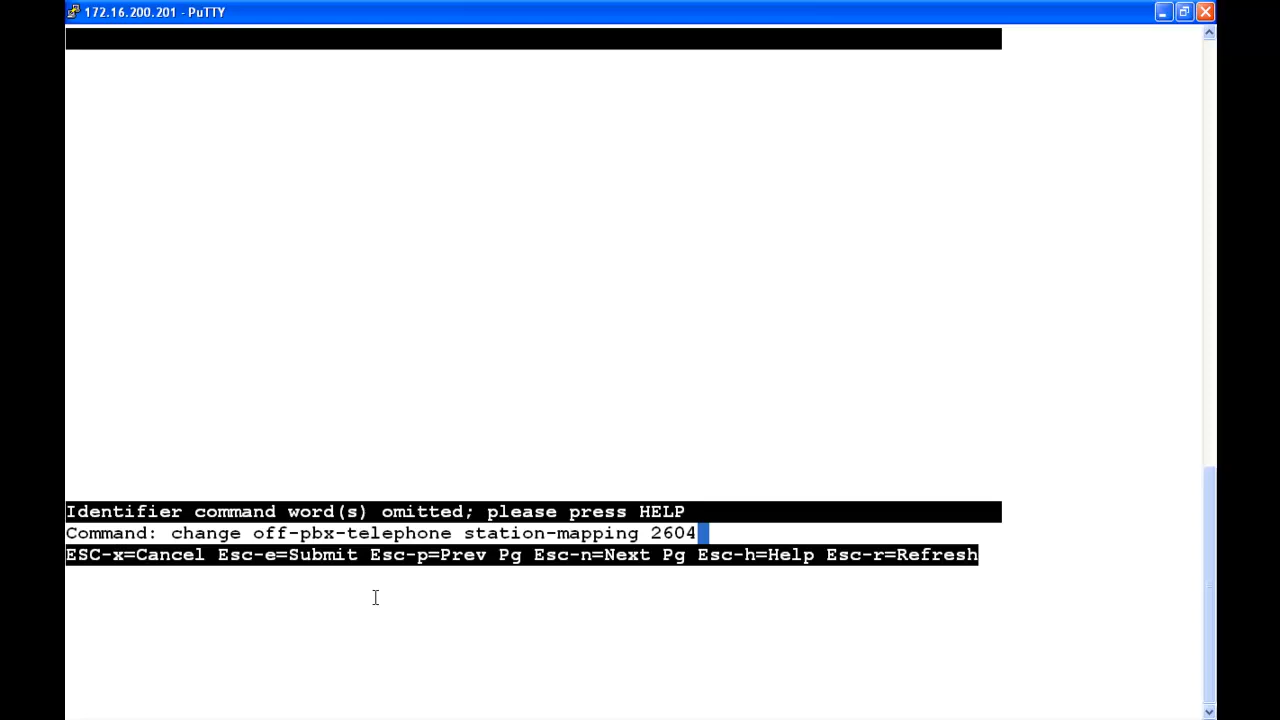 172.16.200.201 - PuTTY
Identifier command word(s) omitted; please press HELP
Command: change off-pbx-telephone station-mapping 2604
ESC-x=Cancel Esc-e=Submit Esc-p=Prev Pg Esc-n=Next Pg Esc-h=Help Esc-r=Refresh